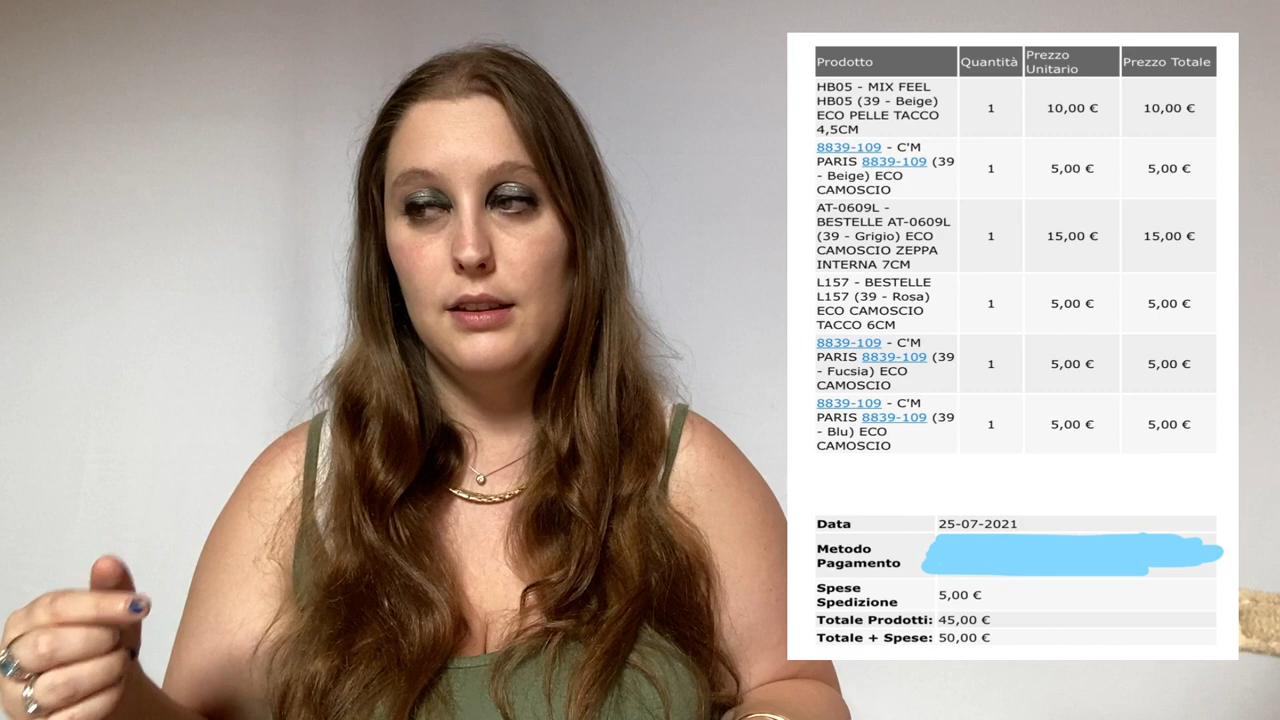 Prodotto Quantità Prezzo Unitario Prezzo Totale
HB05 - MIX FEEL
HB05 (39 - Beige)
ECO PELLE TACCO
4,5CM
1 10,00 € 10,00 €
8839-109 - C'M
PARIS 8839-109 (39
- Beige) ECO
CAMOSCIO
1 5,00 € 5,00 €
AT-0609L -
BESTELLE AT-0609L
(39 - Grigio) ECO
CAMOSCIO ZEPPA
INTERNA 7CM
1 15,00 € 15,00 €
L157 - BESTELLE
L157 (39 - Rosa)
ECO CAMOSCIO
TACCO 6CM
1 5,00 € 5,00 €
8839-109 - C'M
PARIS 8839-109 (39
- Fucsia) ECO
CAMOSCIO
1 5,00 € 5,00 €
8839-109 - C'M
PARIS 8839-109 (39
- Blu) ECO
CAMOSCIO
1 5,00 € 5,00 €
Data 25-07-2021
Metodo
Pagamento
Spese
Spedizione
5,00 €
Totale Prodotti: 45,00 €
Totale + Spese: 50,00 €